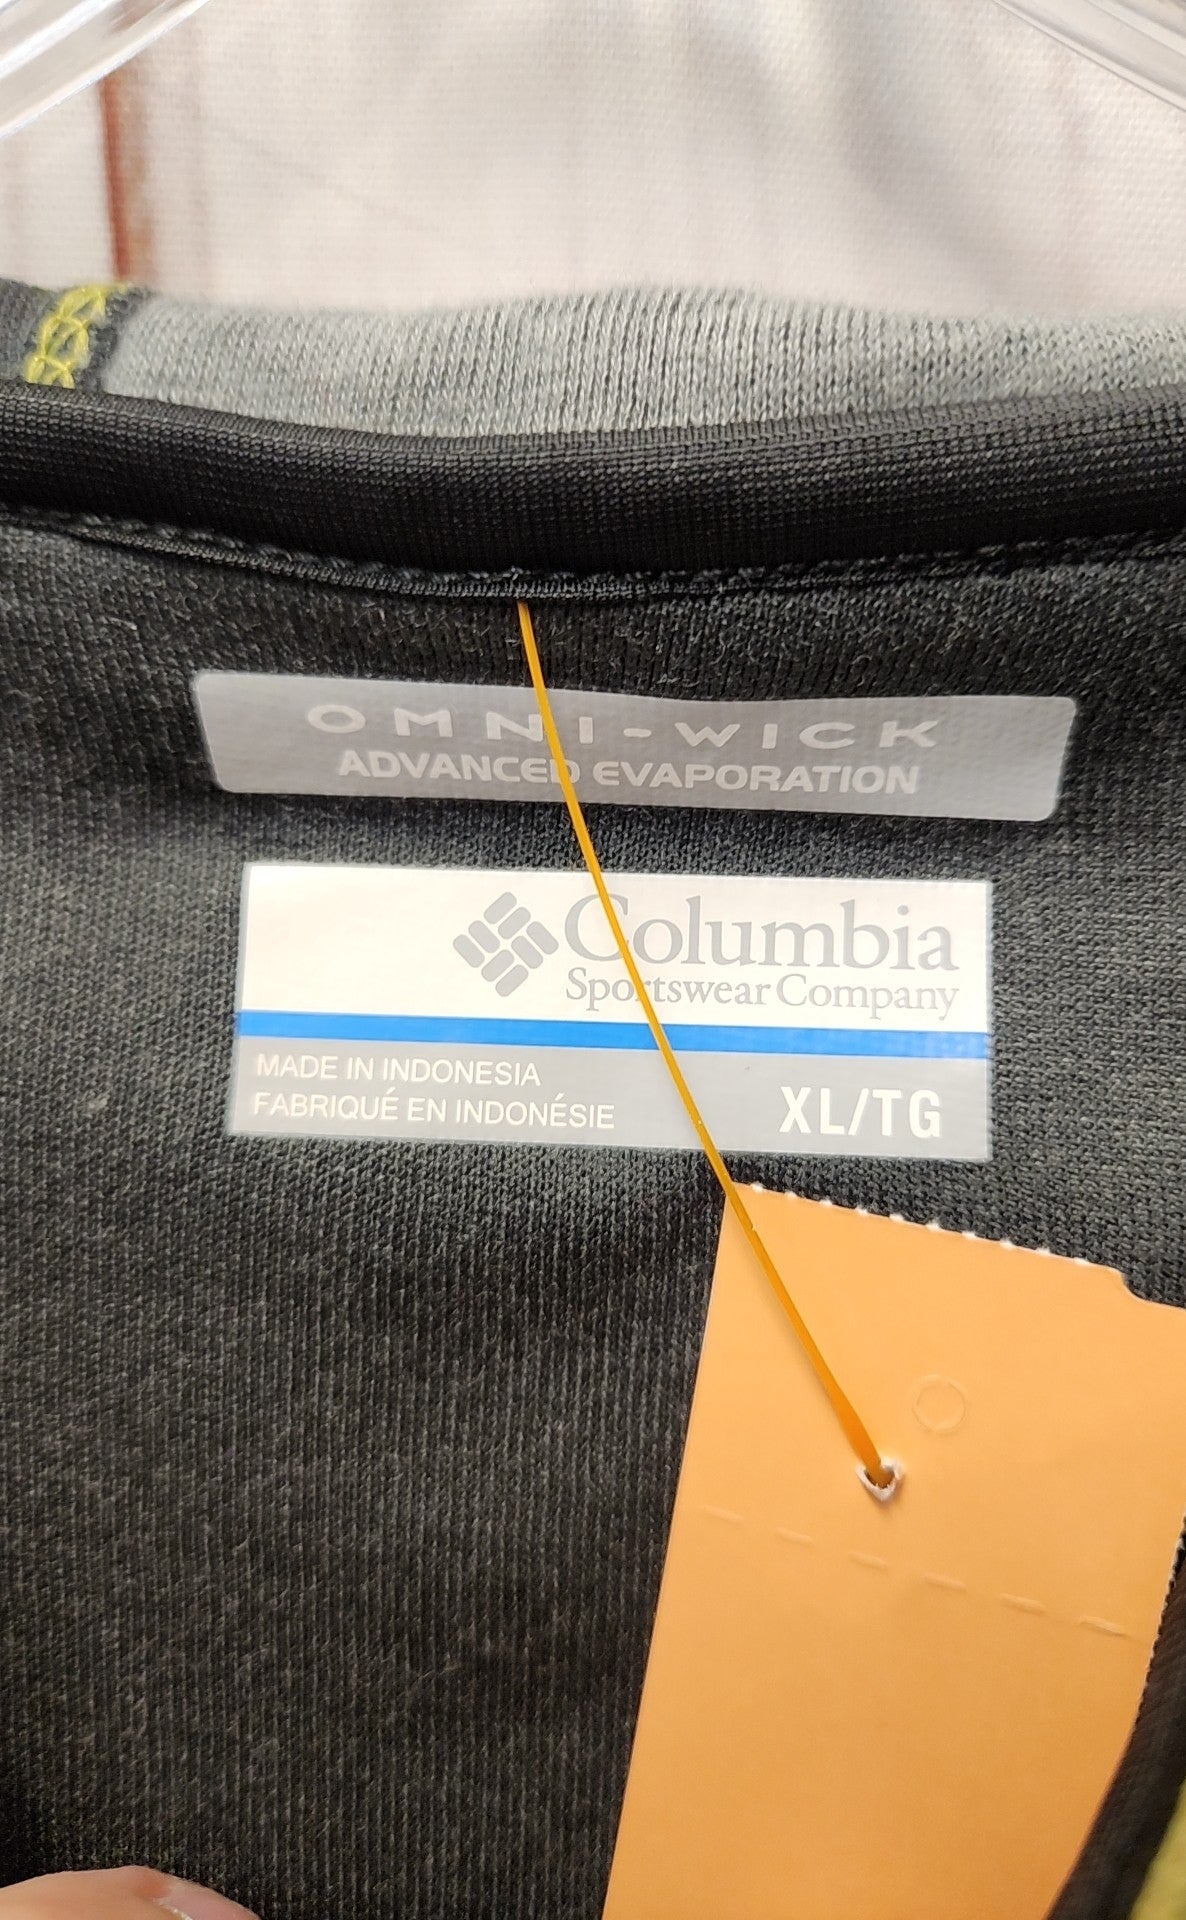 OMNI-WICK
ADVANCED EVAPORATION
Columbia
Sportswear Company
MADE IN INDONESIA
FABRIQUÉ EN INDONÉSIE
XL/TG